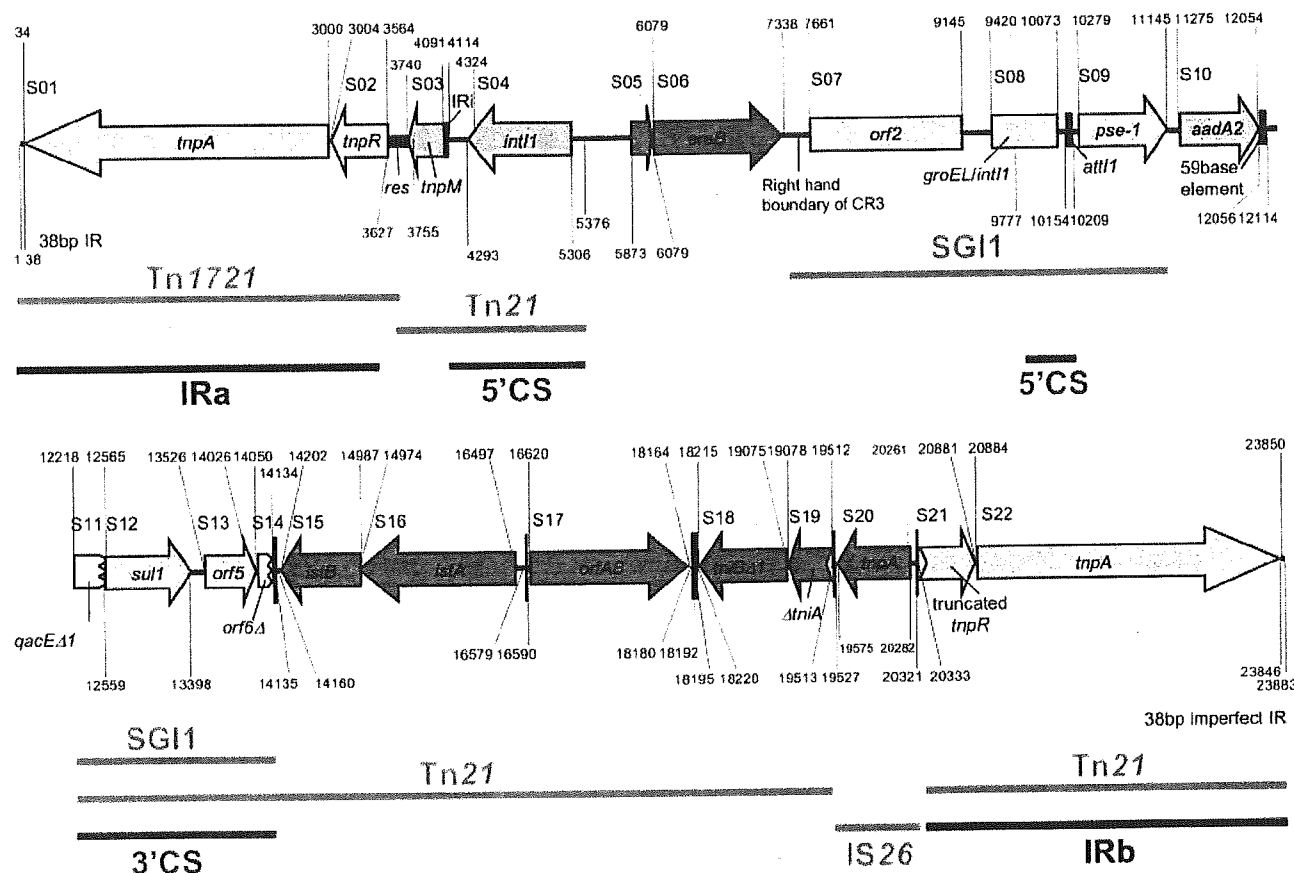 34 3000 3004 3564 4091 4114 6079 7338 7661 9145 9420 10073 10279 11145 11275 12054
3740 4324
S01 S02 S03 IRi S04 S05 S06 S07 S08 S09 S10
tnpA tnpR intI1 orf2 pse-1 aadA2
res tnpM Right hand boundary of CR3 groEL/intI1 attI1 59base element
38bp IR
1 38 3627 3755 4293 5306 5376 5873 6079 9777 10154 10209 12056 12114
Tn1721 Tn21 SGI1
IRa 5'CS 5'CS
12218 12565 13526 14026 14050 14134 14202 14987 14974 16497 16620 18164 18215 19075 19078 19512 20261 20881 20884 23850
S11 S12 S13 S14 S15 S16 S17 S18 S19 S20 S21 S22
sul1 orf5 istB istA orfAB tniBΔ1 tnpA tnpA
qacEΔ1 orf6Δ ΔtniA truncated tnpR
12559 13398 14135 14160 16579 16590 18180 18192 18195 18220 19513 19527 19575 20282 20321 20333 23846 23883
38bp imperfect IR
SGI1 Tn21 Tn21
3'CS IS26 IRb